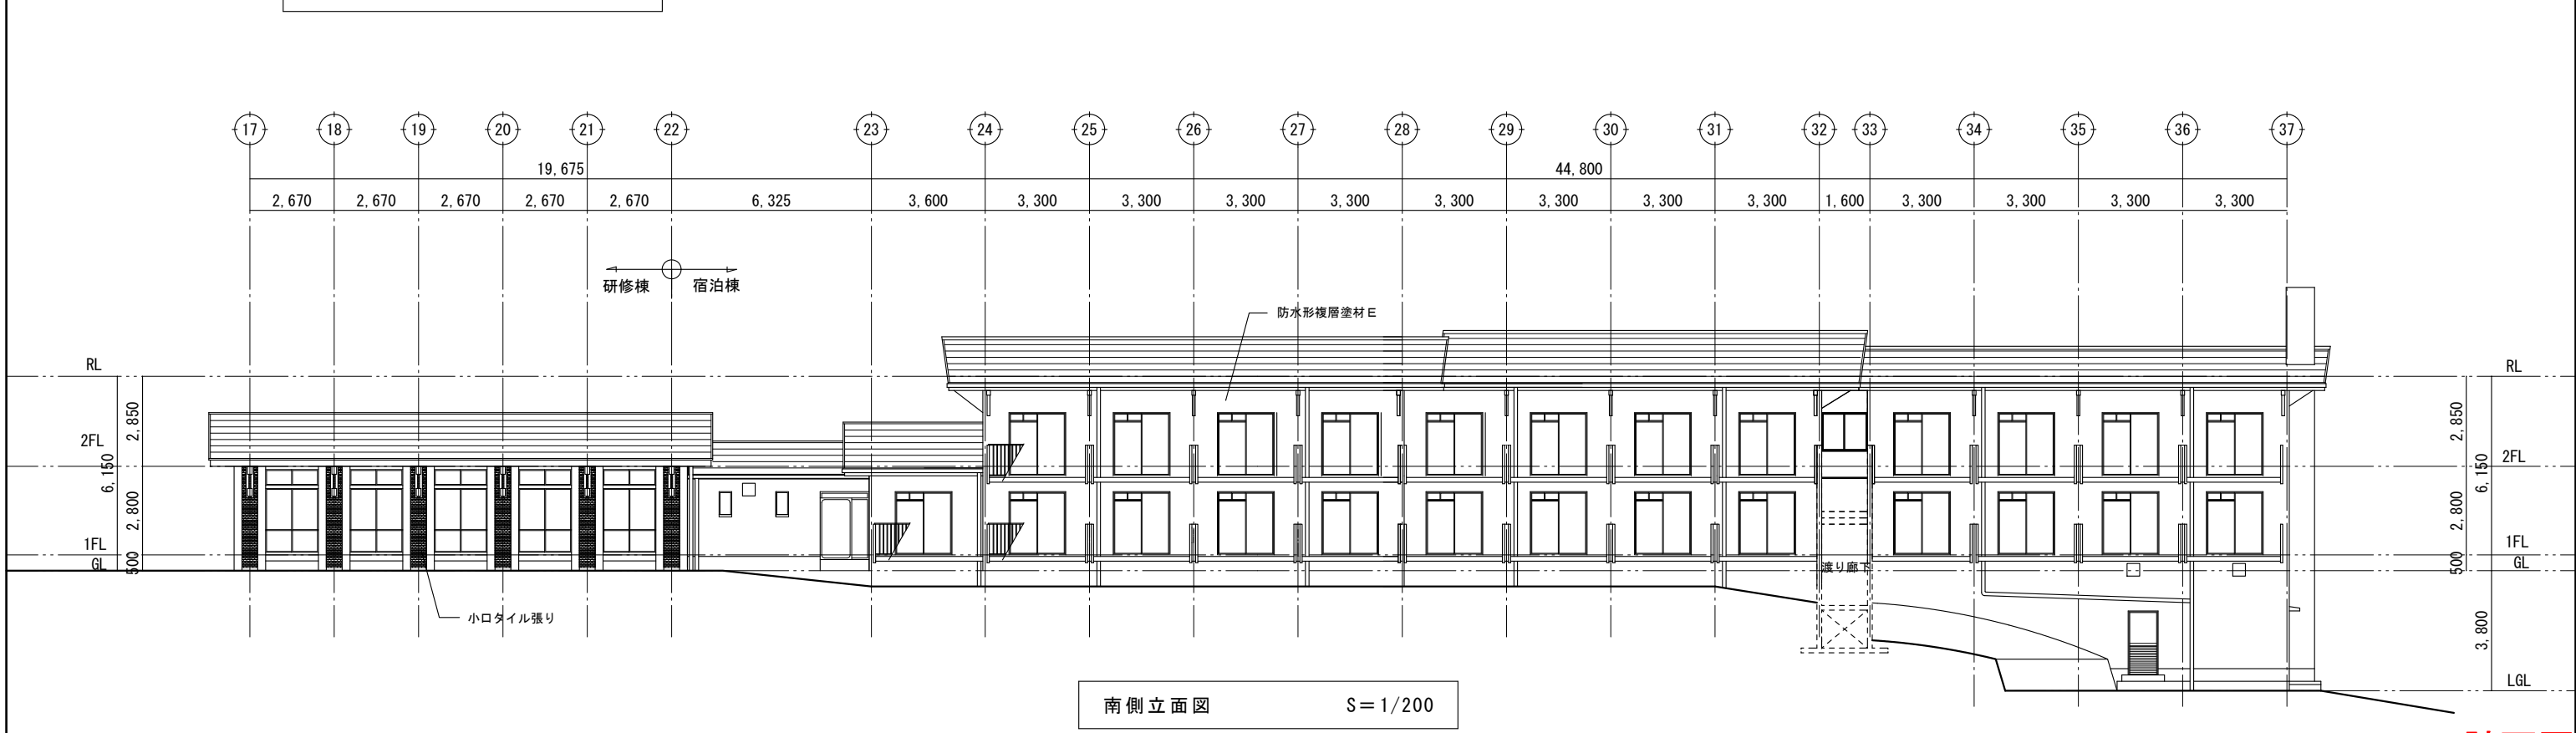 17 18 19 20 21 22 23 24 25 26 27 28 29 30 31 32 33 34 35 36 37
19,675 44,800
2,670 2,670 2,670 2,670 2,670 6,325 3,600 3,300 3,300 3,300 3,300 3,300 3,300 3,300 3,300 1,600 3,300 3,300 3,300 3,300
研修棟 宿泊棟
防水形複層塗材E
RL RL
2,850 2,850
2FL 2FL
6,150 6,150
2,800 2,800
1FL 1FL
GL GL
500 500
渡り廊下
小口タイル張り
3,800
LGL
南側立面図 S=1/200